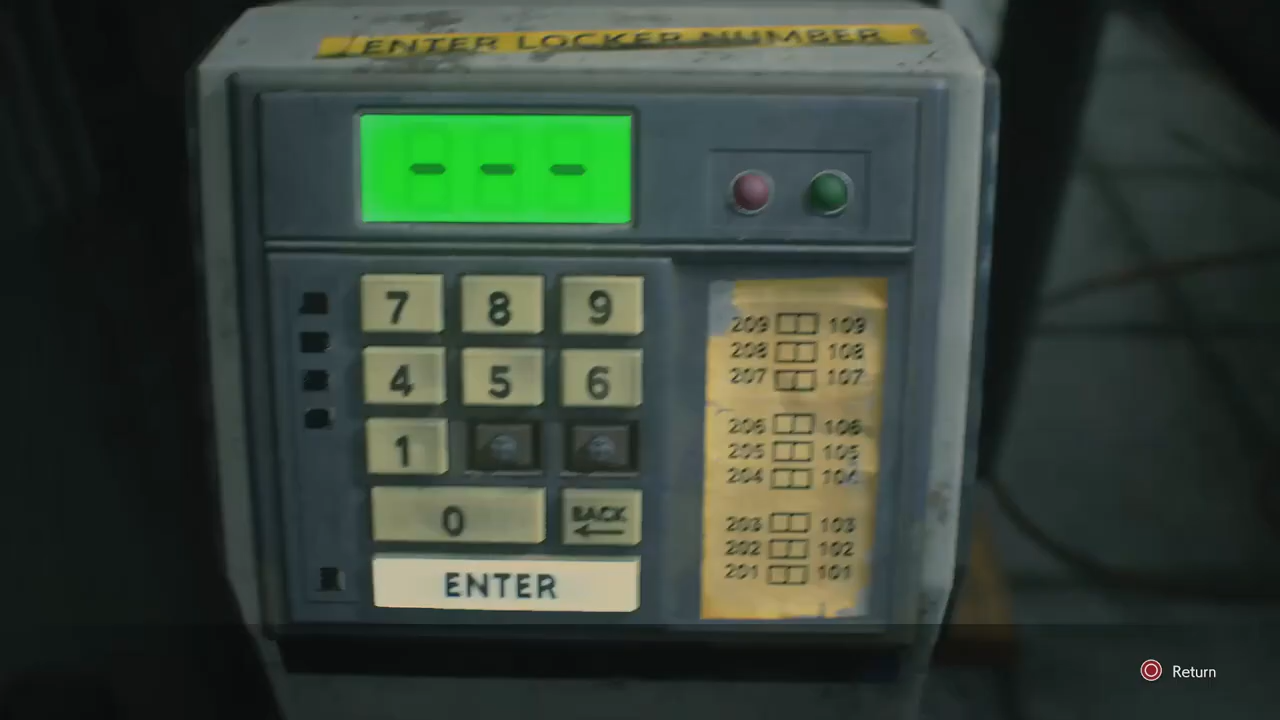 ENTER LOCKER NUMBER
- - -
7 8 9
4 5 6
1
0 BACK
ENTER
209 109
208 108
207 107
206 106
205 105
204 104
203 103
202 102
201 101
Return